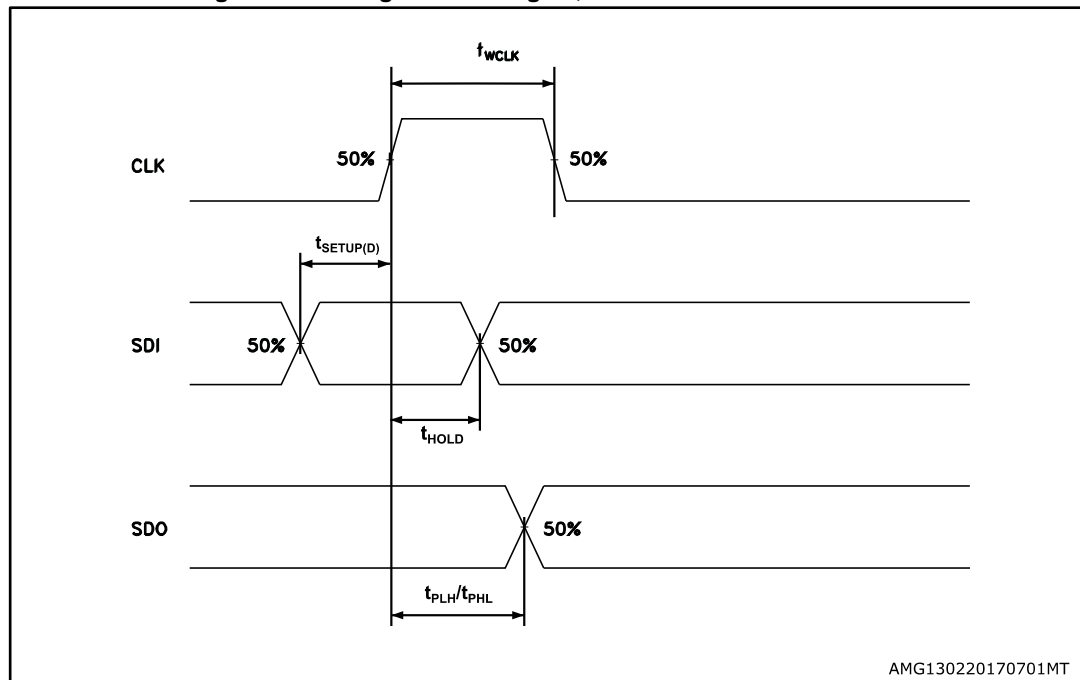 tWCLK
CLK 50% 50%
tSETUP(D)
SDI 50% 50%
tHOLD
SDO 50%
tPLH/tPHL
AMG130220170701MT